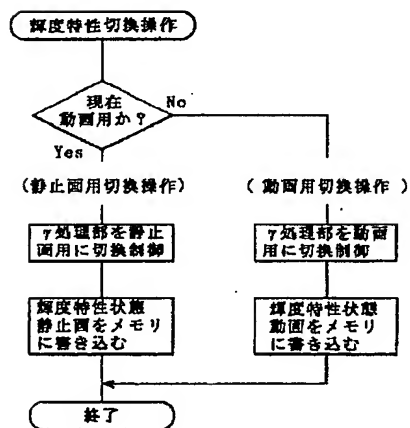 輝度特性切換操作
現在
動画用か?
No
Yes
(静止画用切換操作)
(動画用切換操作)
γ処理部を静止
画用に切換制御
γ処理部を動画
用に切換制御
輝度特性状態
静止画をメモリ
に書き込む
輝度特性状態
動画をメモリ
に書き込む
終了